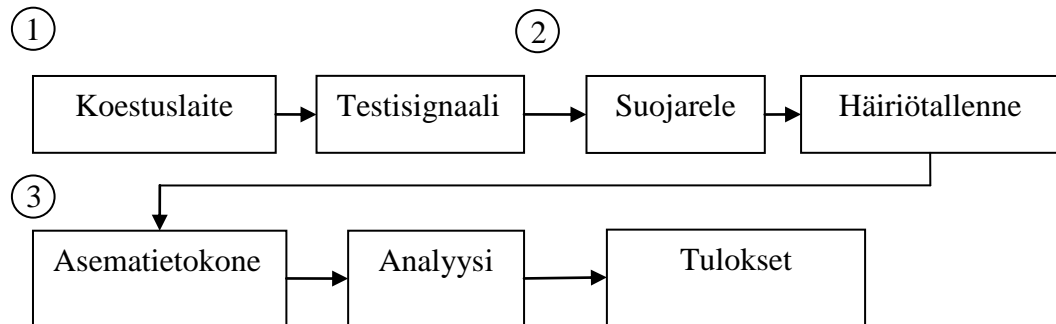 1
2
Koestuslaite
Testisignaali
Suojarele
Häiriötallenne
3
Asematietokone
Analyysi
Tulokset